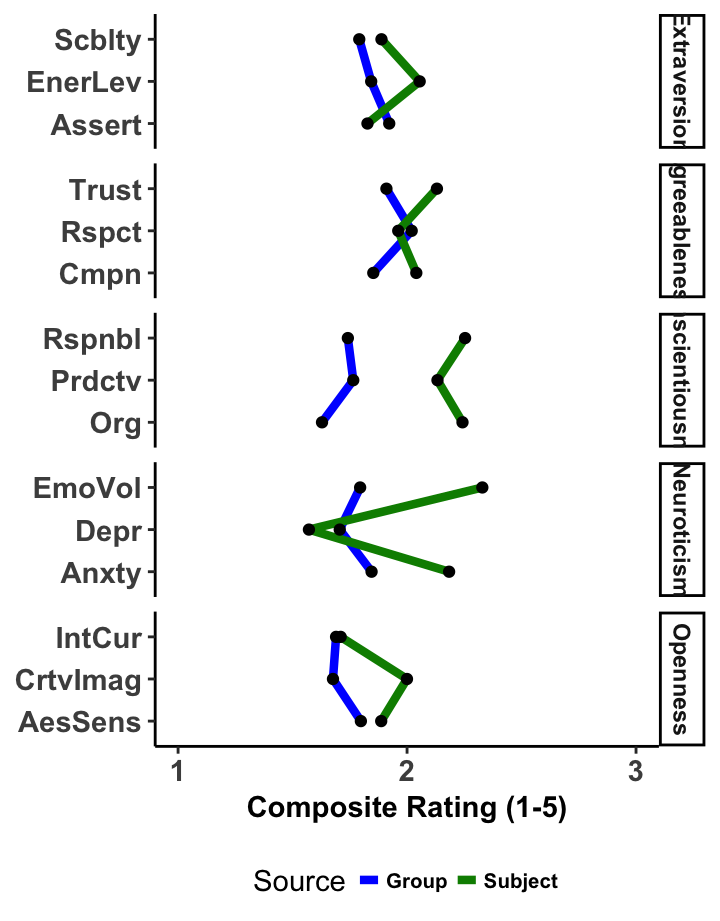 Scblty
EnerLev
Assert
Extraversion
Trust
Rspct
Cmpn
greeablenes
Rspnbl
Prdctv
Org
scientiousn
EmoVol
Depr
Anxty
Neuroticism
IntCur
CrtvImag
AesSens
Openness
1 2 3
Composite Rating (1-5)
Source Group Subject